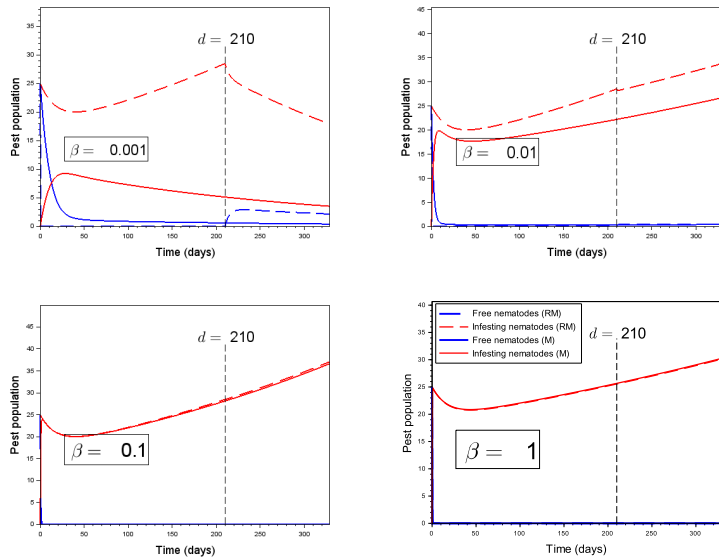 d = 210
35
30
25
20
15
10
5
0
Pest population
β = 0.001
0 50 100 150 200 250 300
Time (days)
d = 210
45
40
35
30
25
20
15
10
5
0
Pest population
β = 0.01
0 50 100 150 200 250 300
Time (days)
d = 210
45
40
35
30
25
20
15
10
5
0
Pest population
β = 0.1
0 50 100 150 200 250 300
Time (days)
Free nematodes (RM)
Infesting nematodes (RM)
Free nematodes (M)
Infesting nematodes (M)
d = 210
40
35
30
25
20
15
10
5
0
Pest population
β = 1
0 50 100 150 200 250 300
Time (days)